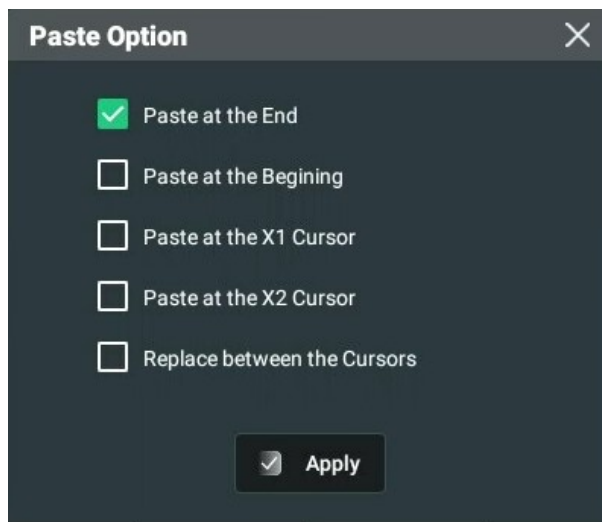 Paste Option
Paste at the End
Paste at the Begining
Paste at the X1 Cursor
Paste at the X2 Cursor
Replace between the Cursors
Apply